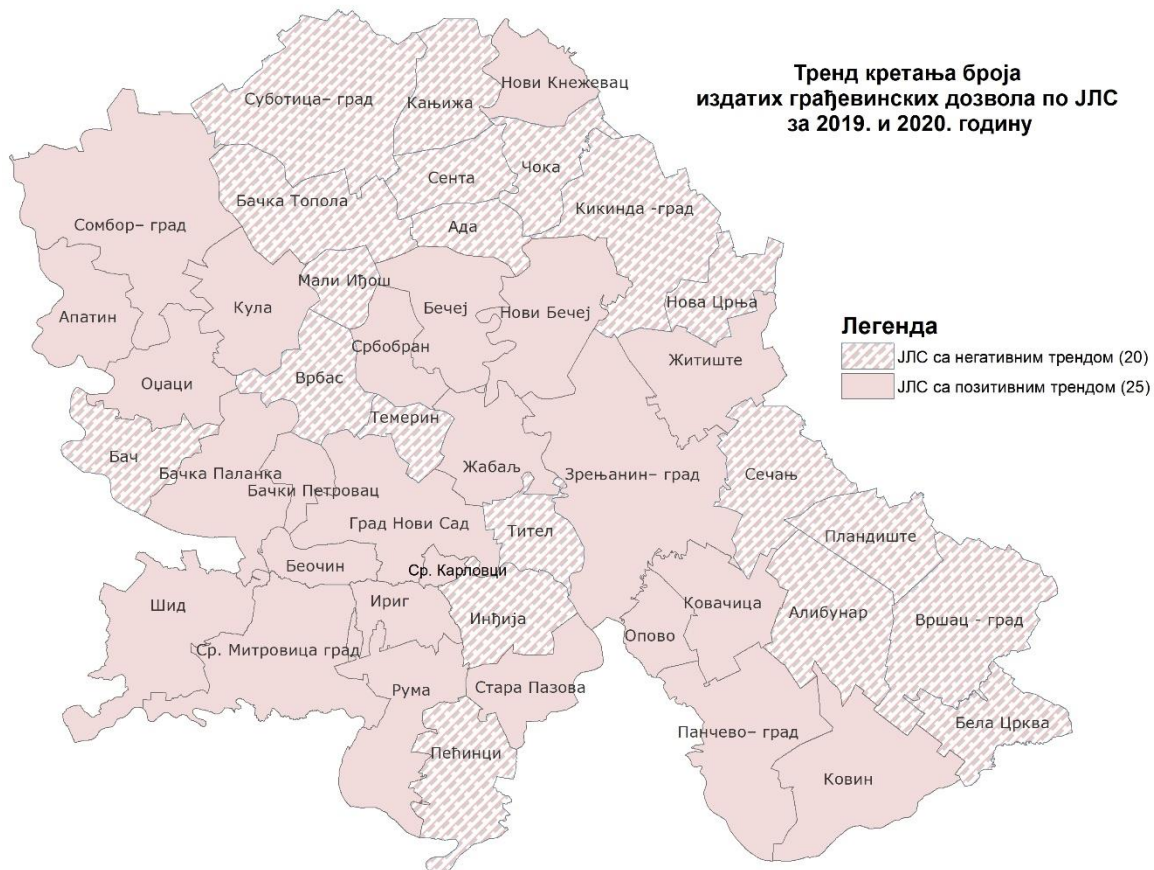 Тренд кретања броја
издатих грађевинских дозвола по ЈЛС
за 2019. и 2020. годину
Нови Кнежевац
Суботица– град
Кањижа
Чока
Сента
Бачка Топола
Кикинда -град
Ада
Сомбор– град
Мали Иђош
Бечеј
Нова Црња
Кула
Нови Бечеј
Апатин
Србобран
Житиште
Легенда
ЈЛС са негативним трендом (20)
ЈЛС са позитивним трендом (25)
Оџаци
Врбас
Темерин
Бач
Бачка Паланка
Жабаљ
Зрењанин– град
Сечањ
Бачки Петровац
Град Нови Сад
Тител
Пландиште
Беочин
Ср. Карловци
Шид
Ириг
Инђија
Ковачица
Алибунар
Вршац - град
Опово
Ср. Митровица град
Рума
Стара Пазова
Бела Црква
Панчево– град
Пећинци
Ковин